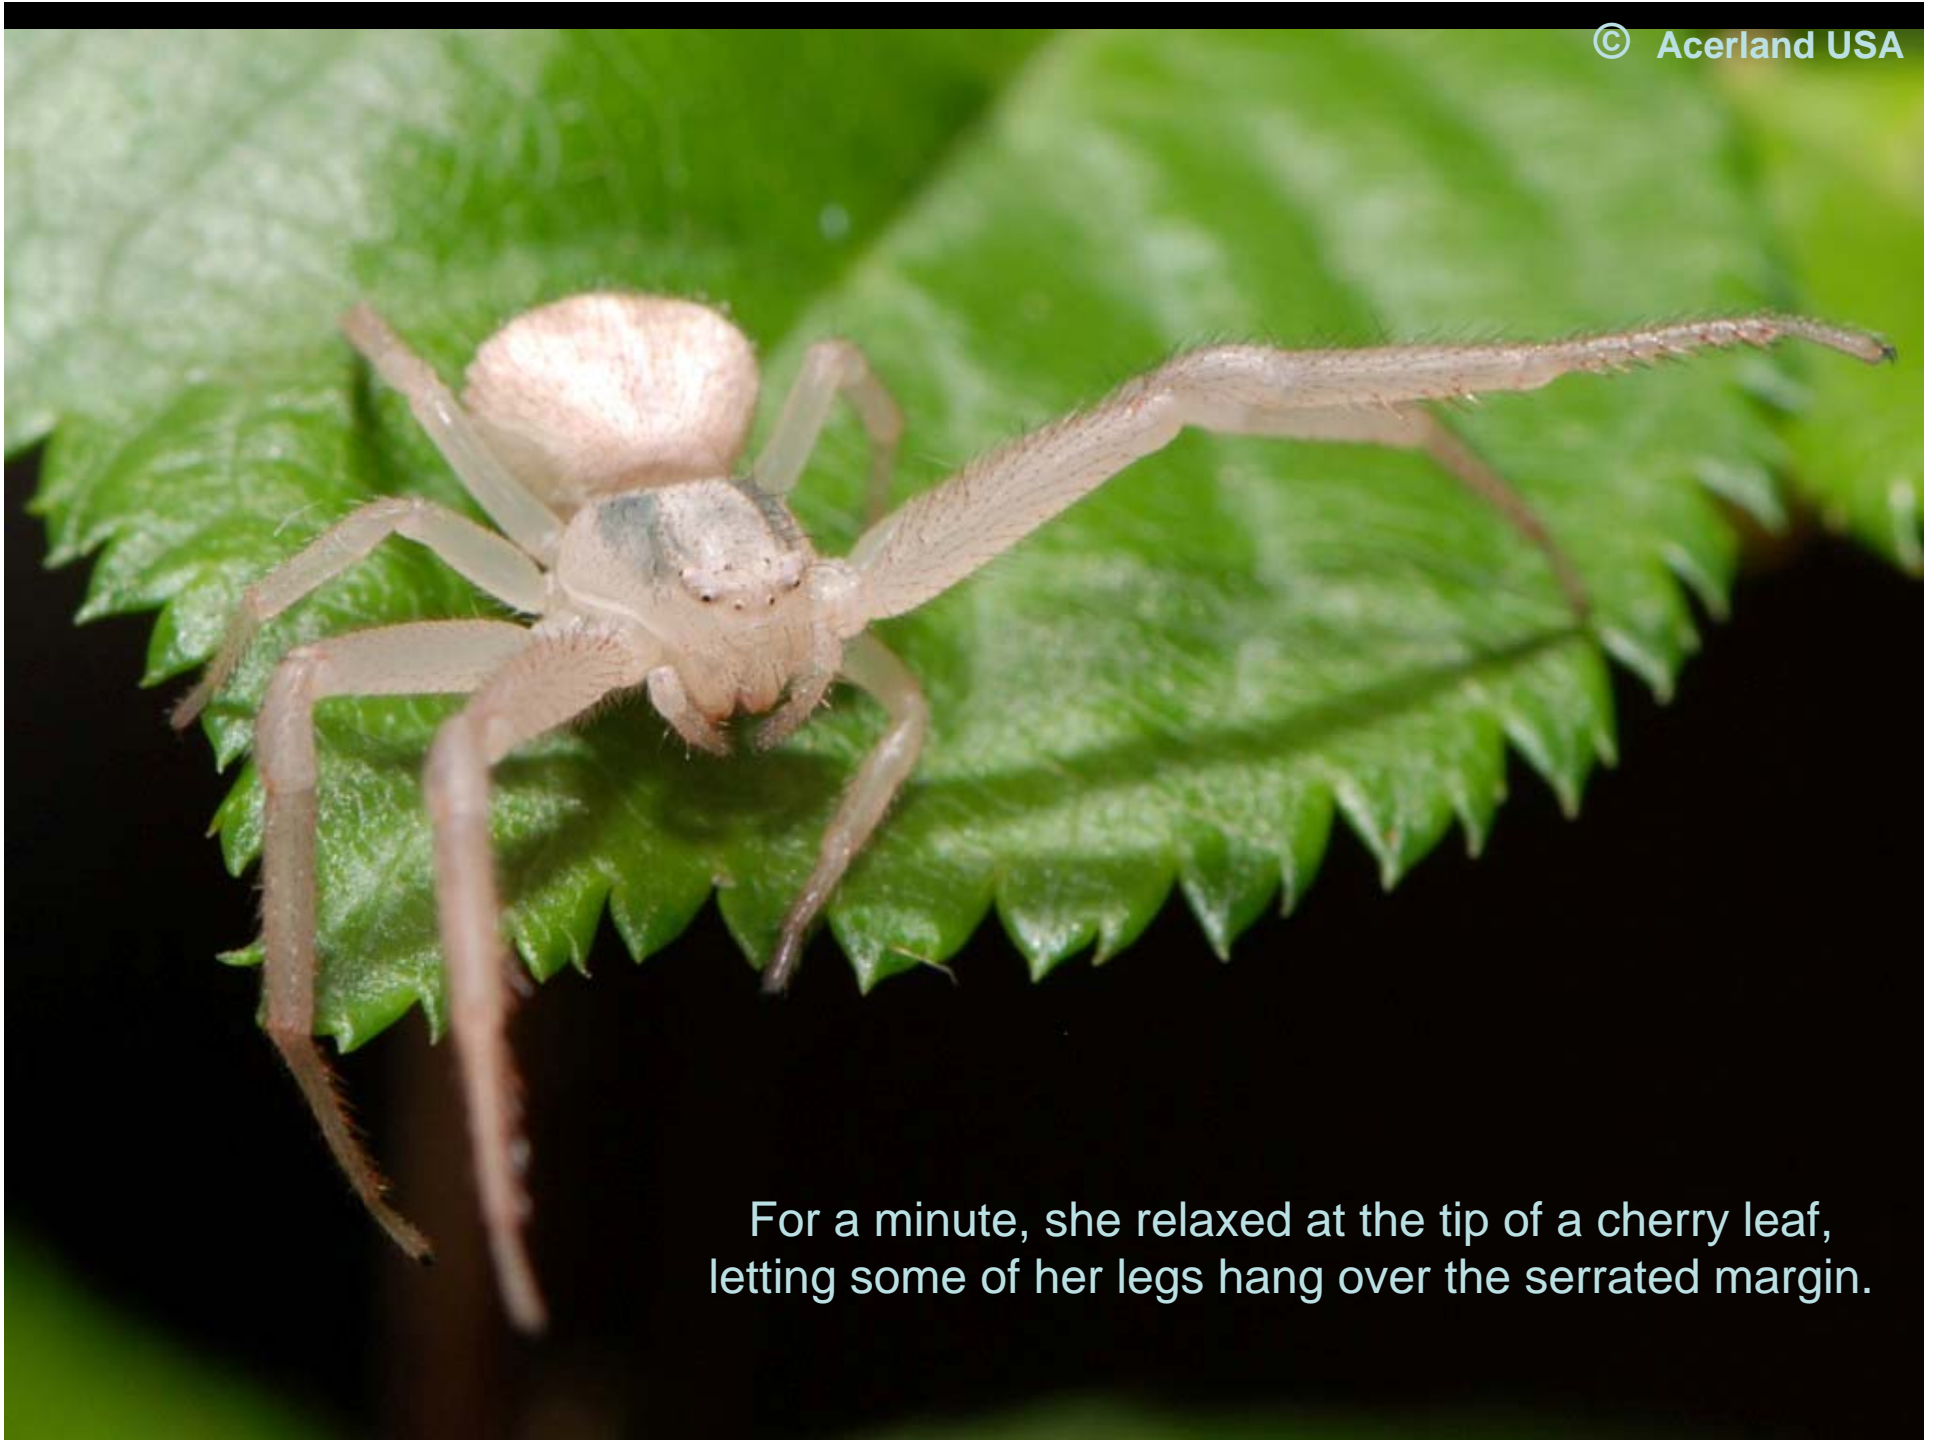 © Acerland USA
For a minute, she relaxed at the tip of a cherry leaf,
letting some of her legs hang over the serrated margin.